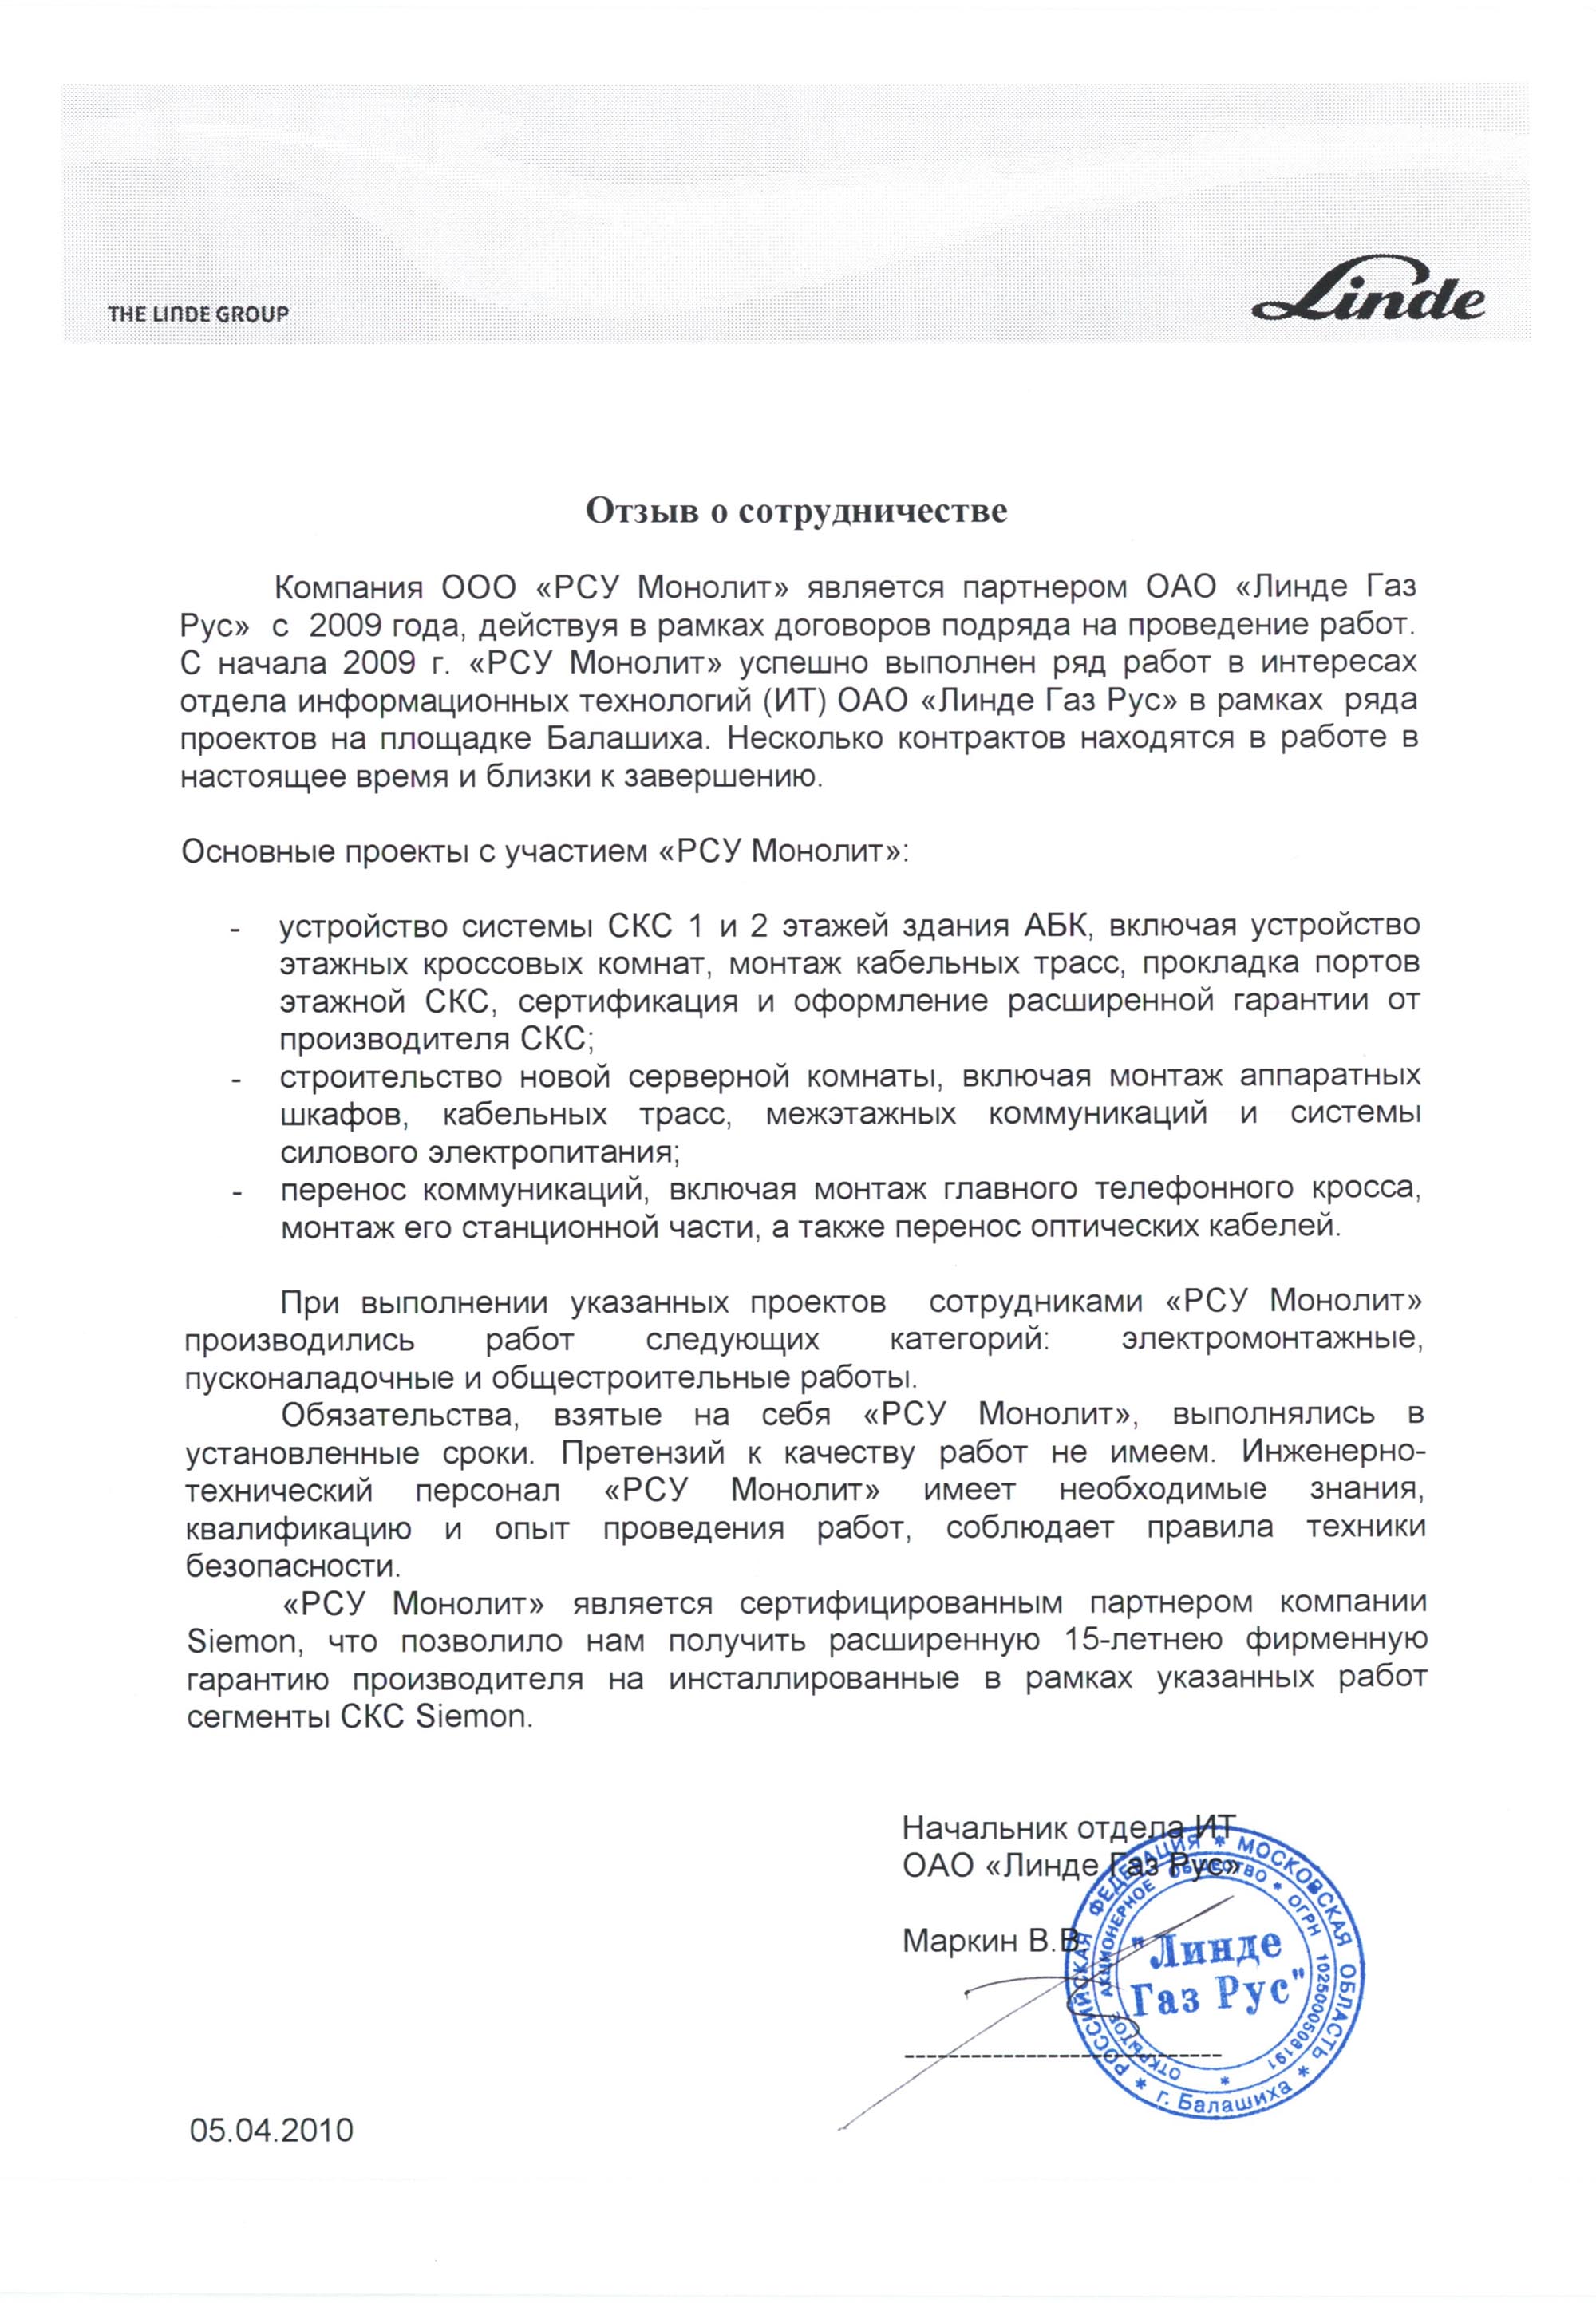 THE LINDE GROUP
Linde
Отзыв о сотрудничестве
Компания ООО «РСУ Монолит» является партнером ОАО «Линде Газ
Рус» с 2009 года, действуя в рамках договоров подряда на проведение работ.
С начала 2009 г. «РСУ Монолит» успешно выполнен ряд работ в интересах
отдела информационных технологий (ИТ) ОАО «Линде Газ Рус» в рамках ряда
проектов на площадке Балашиха. Несколько контрактов находятся в работе в
настоящее время и близки к завершению.
Основные проекты с участием «РСУ Монолит»:
- устройство системы СКС 1 и 2 этажей здания АБК, включая устройство
этажных кроссовых комнат, монтаж кабельных трасс, прокладка портов
этажной СКС, сертификация и оформление расширенной гарантии от
производителя СКС;
- строительство новой серверной комнаты, включая монтаж аппаратных
шкафов, кабельных трасс, межэтажных коммуникаций и системы
силового электропитания;
- перенос коммуникаций, включая монтаж главного телефонного кросса,
монтаж его станционной части, а также перенос оптических кабелей.
При выполнении указанных проектов сотрудниками «РСУ Монолит»
производились работ следующих категорий: электромонтажные,
пусконаладочные и общестроительные работы.
Обязательства, взятые на себя «РСУ Монолит», выполнялись в
установленные сроки. Претензий к качеству работ не имеем. Инженерно-
технический персонал «РСУ Монолит» имеет необходимые знания,
квалификацию и опыт проведения работ, соблюдает правила техники
безопасности.
«РСУ Монолит» является сертифицированным партнером компании
Siemon, что позволило нам получить расширенную 15-летнею фирменную
гарантию производителя на инсталлированные в рамках указанных работ
сегменты СКС Siemon.
Начальник отдела ИТ
ОАО «Линде Газ Рус»
Маркин В.В.
РОССИЙСКАЯ ФЕДЕРАЦИЯ * МОСКОВСКАЯ ОБЛАСТЬ * г. Балашиха *
ОТКРЫТОЕ АКЦИОНЕРНОЕ ОБЩЕСТВО * ОГРН 1025000508191 *
"Линде
Газ Рус"
05.04.2010